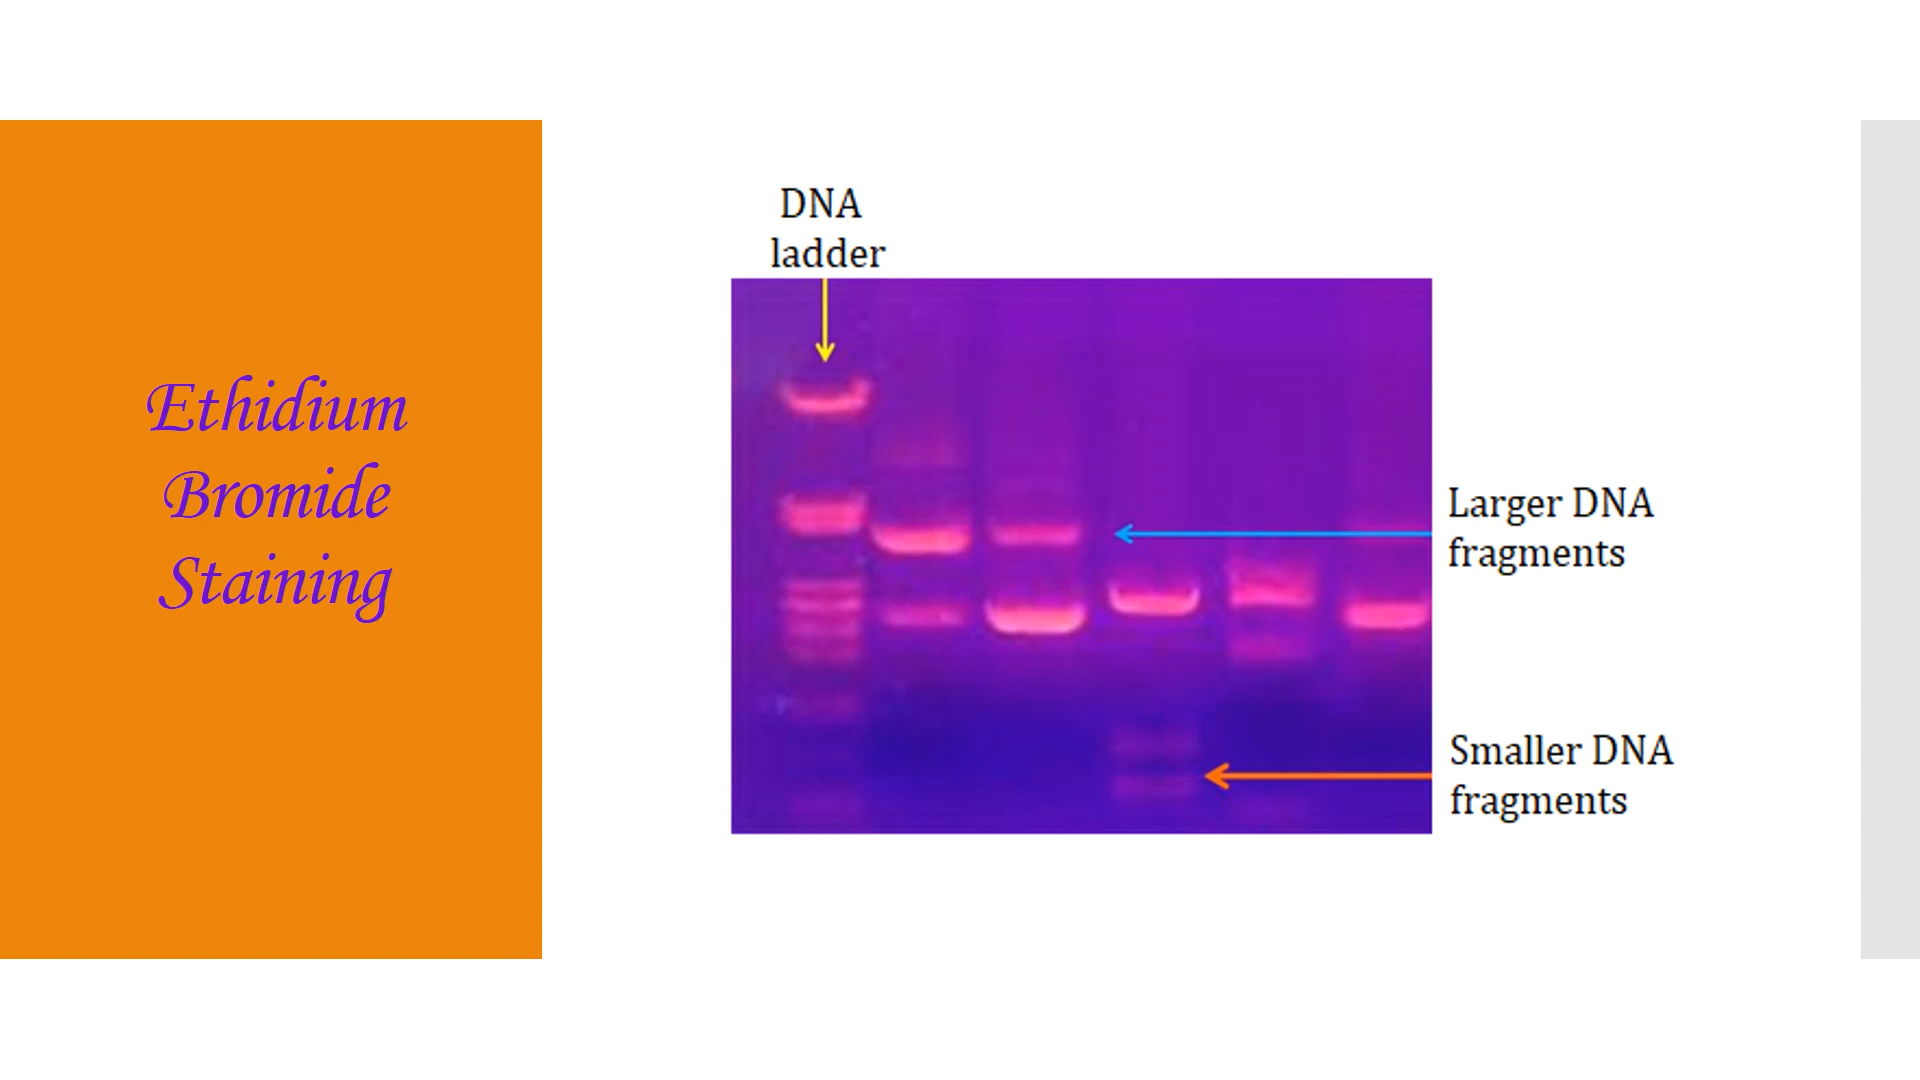 Ethidium
Bromide
Staining
DNA
ladder
Larger DNA
fragments
Smaller DNA
fragments